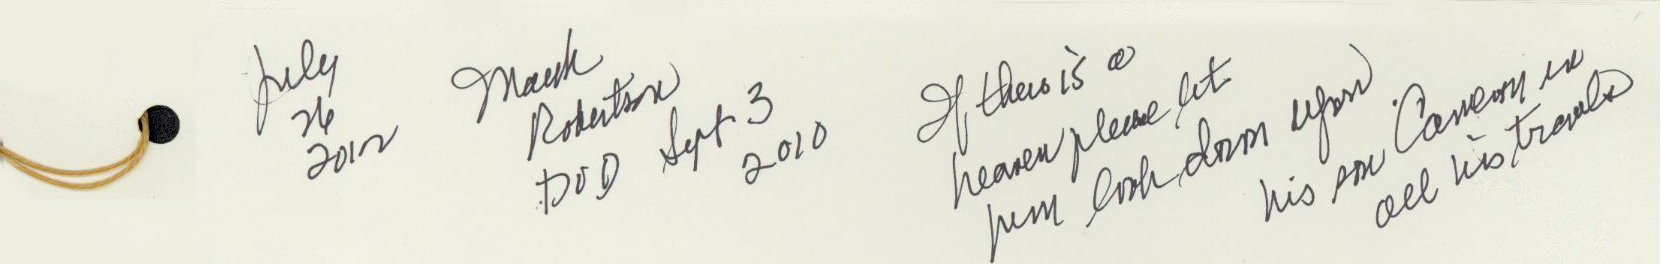 July
26
2012
Mark
Robertson
DOD Sept 3
2010
If there is a
heaven please let
him look down upon
his son Cameron in
all his travels